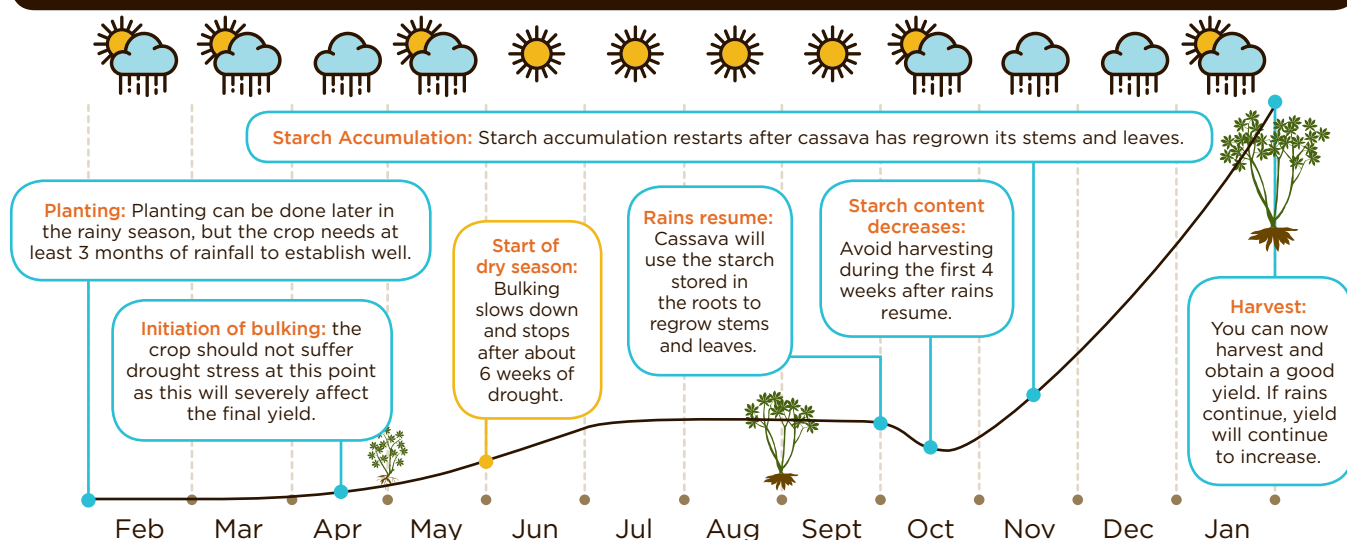 Starch Accumulation: Starch accumulation restarts after cassava has regrown its stems and leaves.
Planting: Planting can be done later in
the rainy season, but the crop needs at
least 3 months of rainfall to establish well.
Initiation of bulking: the
crop should not suffer
drought stress at this point
as this will severely affect
the final yield.
Start of
dry season:
Bulking
slows down
and stops
after about
6 weeks of
drought.
Rains resume:
Cassava will
use the starch
stored in
the roots to
regrow stems
and leaves.
Starch content
decreases:
Avoid harvesting
during the first 4
weeks after rains
resume.
Harvest:
You can now
harvest and
obtain a good
yield. If rains
continue, yield
will continue
to increase.
Feb Mar Apr May Jun Jul Aug Sept Oct Nov Dec Jan